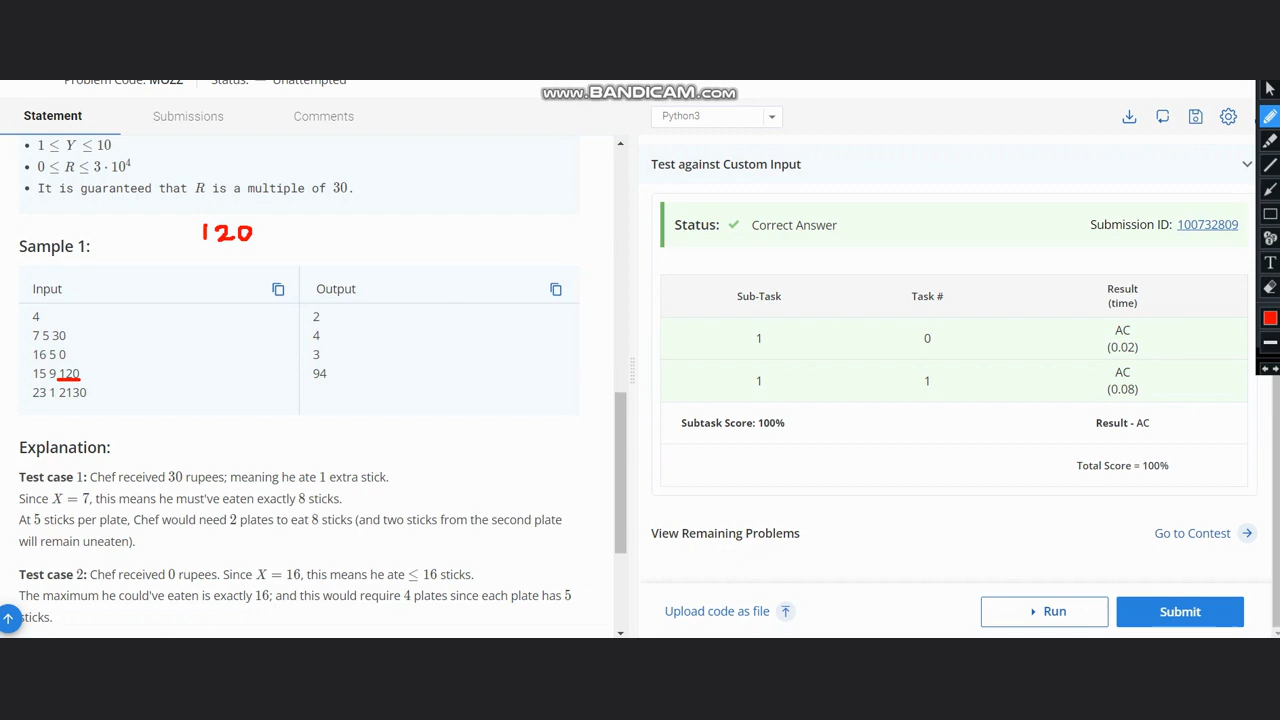 www.BANDICAM.com
Problem Code: MOZZ Status: Unattempted
Statement Submissions Comments
• 1 ≤ Y ≤ 10
• 0 ≤ R ≤ 3 · 10⁴
• It is guaranteed that R is a multiple of 30.
120
Sample 1:
Input Output
4
7 5 30
16 5 0
15 9 120
23 1 2130
2
4
3
94
Explanation:
Test case 1: Chef received 30 rupees; meaning he ate 1 extra stick.
Since X = 7, this means he must've eaten exactly 8 sticks.
At 5 sticks per plate, Chef would need 2 plates to eat 8 sticks (and two sticks from the second plate
will remain uneaten).
Test case 2: Chef received 0 rupees. Since X = 16, this means he ate ≤ 16 sticks.
The maximum he could've eaten is exactly 16; and this would require 4 plates since each plate has 5
sticks.
Python3
Test against Custom Input
Status: ✓ Correct Answer Submission ID: 100732809
Sub-Task Task # Result
(time)
1 0 AC
(0.02)
1 1 AC
(0.08)
Subtask Score: 100% Result - AC
Total Score = 100%
View Remaining Problems Go to Contest
Upload code as file Run Submit